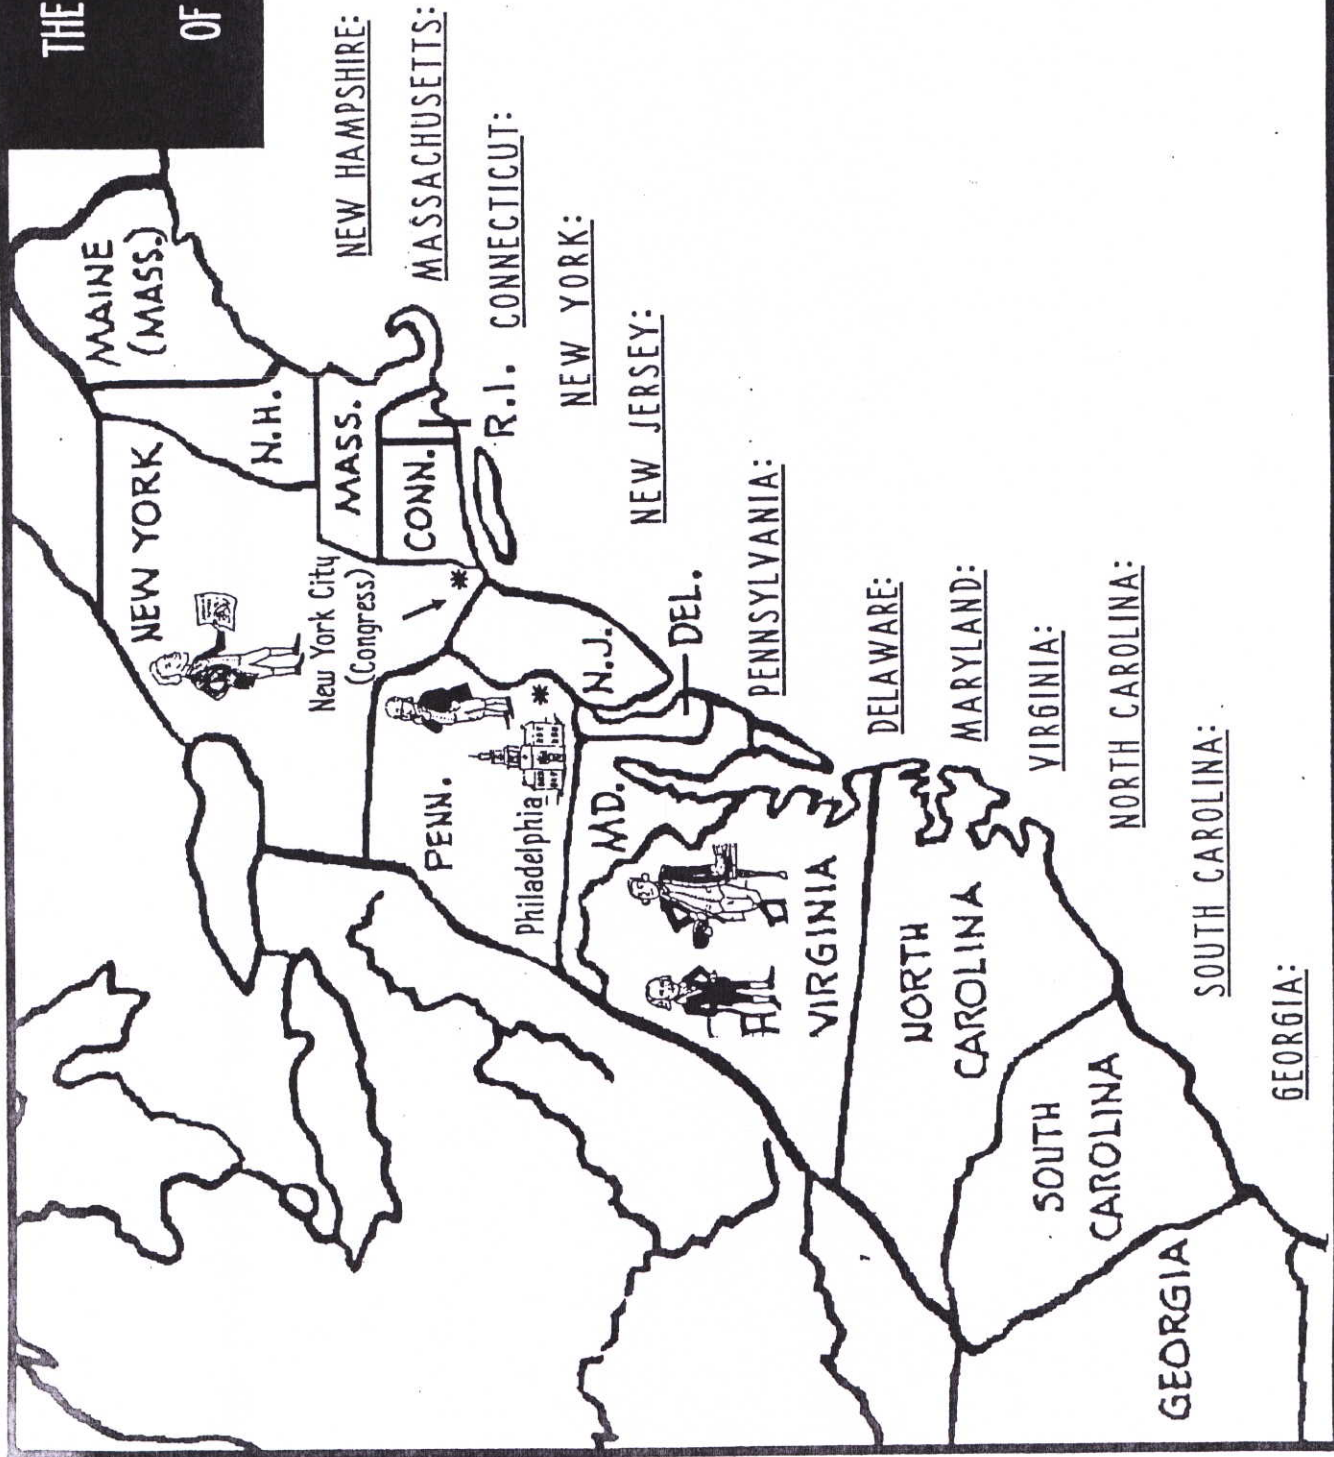 THE
OF
MAINE
(MASS.)
NEW YORK
N.H.
MASS.
CONN.
R.I.
New York City
(Congress)
PENN.
Philadelphia
N.J.
DEL.
MD.
VIRGINIA
NORTH
CAROLINA
SOUTH
CAROLINA
GEORGIA
NEW HAMPSHIRE:
MASSACHUSETTS:
CONNECTICUT:
NEW YORK:
NEW JERSEY:
PENNSYLVANIA:
DELAWARE:
MARYLAND:
VIRGINIA:
NORTH CAROLINA:
SOUTH CAROLINA:
GEORGIA: